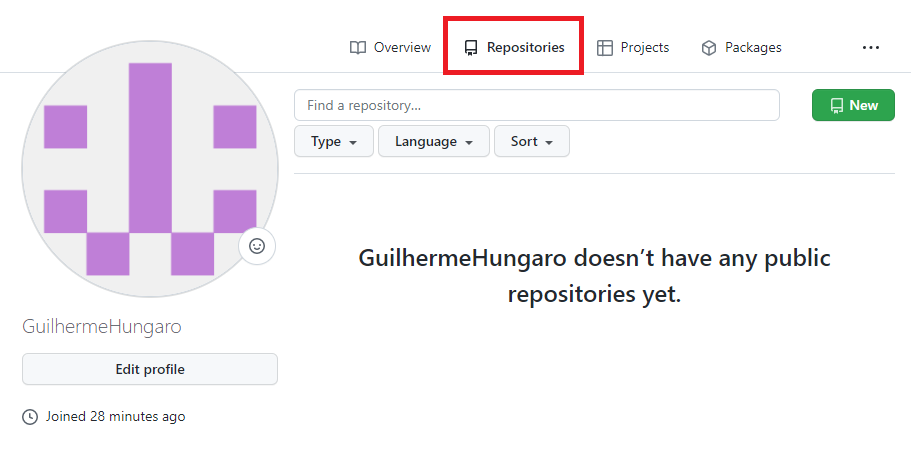 Overview Repositories Projects Packages
Find a repository...
New
Type Language Sort
GuilhermeHungaro doesn't have any public
repositories yet.
GuilhermeHungaro
Edit profile
Joined 28 minutes ago